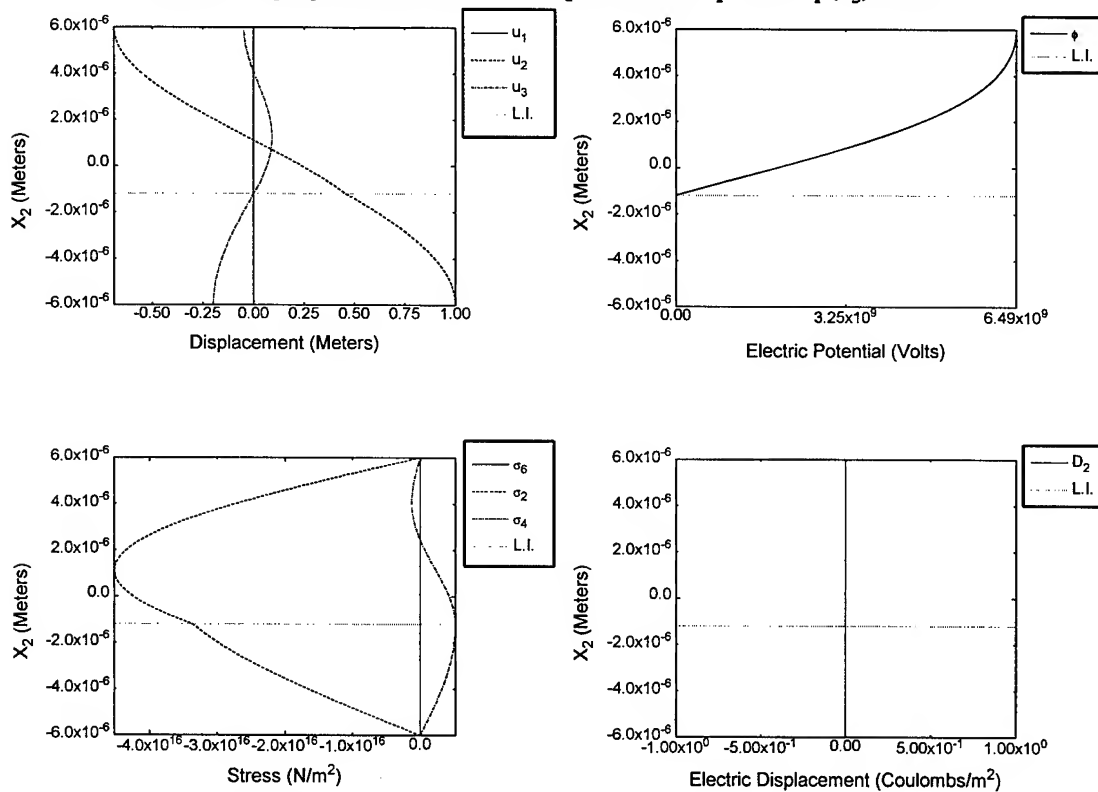 6.0x10⁻⁶
4.0x10⁻⁶
2.0x10⁻⁶
0.0
-2.0x10⁻⁶
-4.0x10⁻⁶
-6.0x10⁻⁶
X₂ (Meters)
-0.50 -0.25 0.00 0.25 0.50 0.75 1.00
Displacement (Meters)
u₁
u₂
u₃
L.I.
6.0x10⁻⁶
4.0x10⁻⁶
2.0x10⁻⁶
0.0
-2.0x10⁻⁶
-4.0x10⁻⁶
-6.0x10⁻⁶
X₂ (Meters)
0.00 3.25x10⁹ 6.49x10⁹
Electric Potential (Volts)
ϕ
L.I.
6.0x10⁻⁶
4.0x10⁻⁶
2.0x10⁻⁶
0.0
-2.0x10⁻⁶
-4.0x10⁻⁶
-6.0x10⁻⁶
X₂ (Meters)
-4.0x10¹⁶ -3.0x10¹⁶ -2.0x10¹⁶ -1.0x10¹⁶ 0.0
Stress (N/m²)
σ₆
σ₂
σ₄
L.I.
6.0x10⁻⁶
4.0x10⁻⁶
2.0x10⁻⁶
0.0
-2.0x10⁻⁶
-4.0x10⁻⁶
-6.0x10⁻⁶
X₂ (Meters)
-1.00x10⁰ -5.00x10⁻¹ 0.00 5.00x10⁻¹ 1.00x10⁰
Electric Displacement (Coulombs/m²)
D₂
L.I.